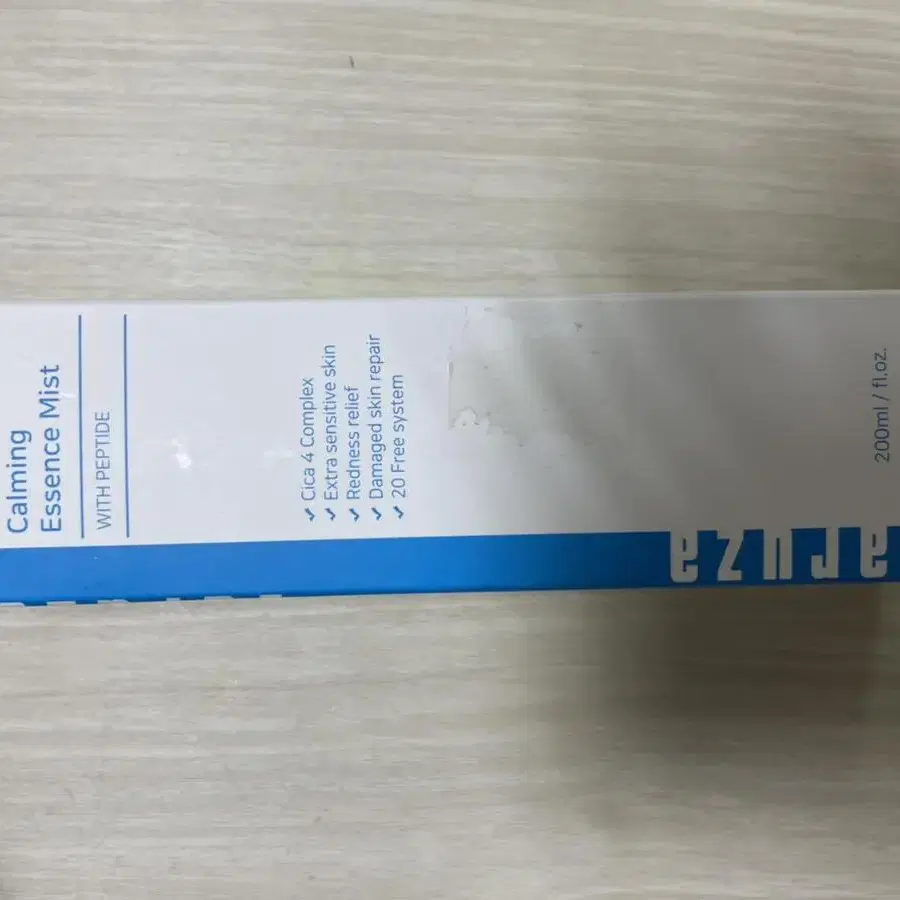 Calming
Essence Mist
WITH PEPTIDE
✓ Cica 4 Complex
✓ Extra sensitive skin
✓ Redness relief
✓ Damaged skin repair
✓ 20 Free system
200ml / fl.oz.
aruza